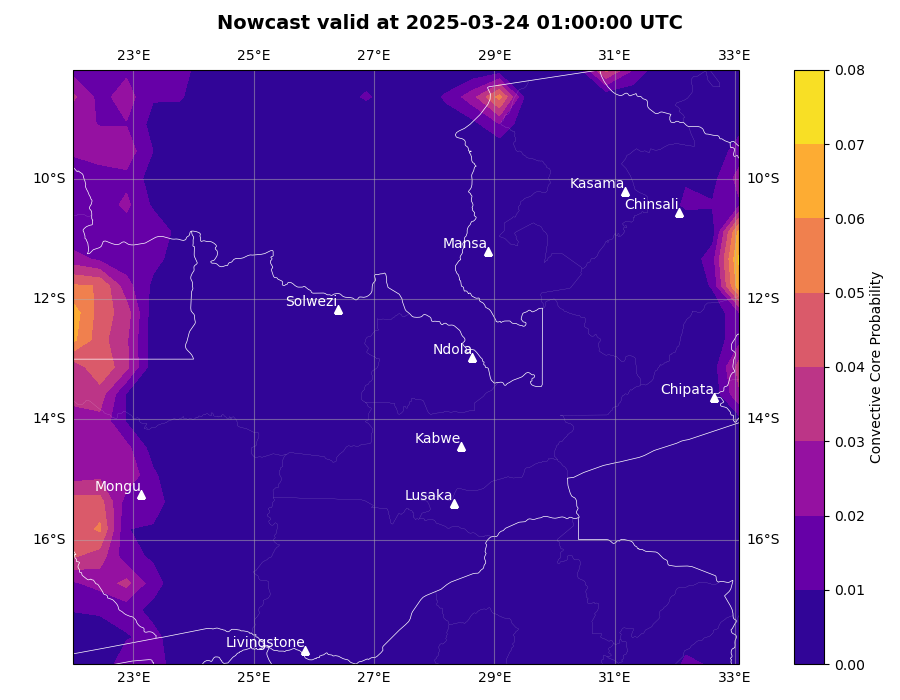 Nowcast valid at 2025-03-24 01:00:00 UTC
23°E 25°E 27°E 29°E 31°E 33°E
0.08
0.07
10°S 10°S
Kasama
Chinsali
0.06
Mansa
0.05
12°S 12°S
Solwezi
Ndola
0.04
Chipata
Convective Core Probability
14°S 14°S
0.03
Kabwe
Mongu
Lusaka
0.02
16°S 16°S
0.01
Livingstone
0.00
23°E 25°E 27°E 29°E 31°E 33°E